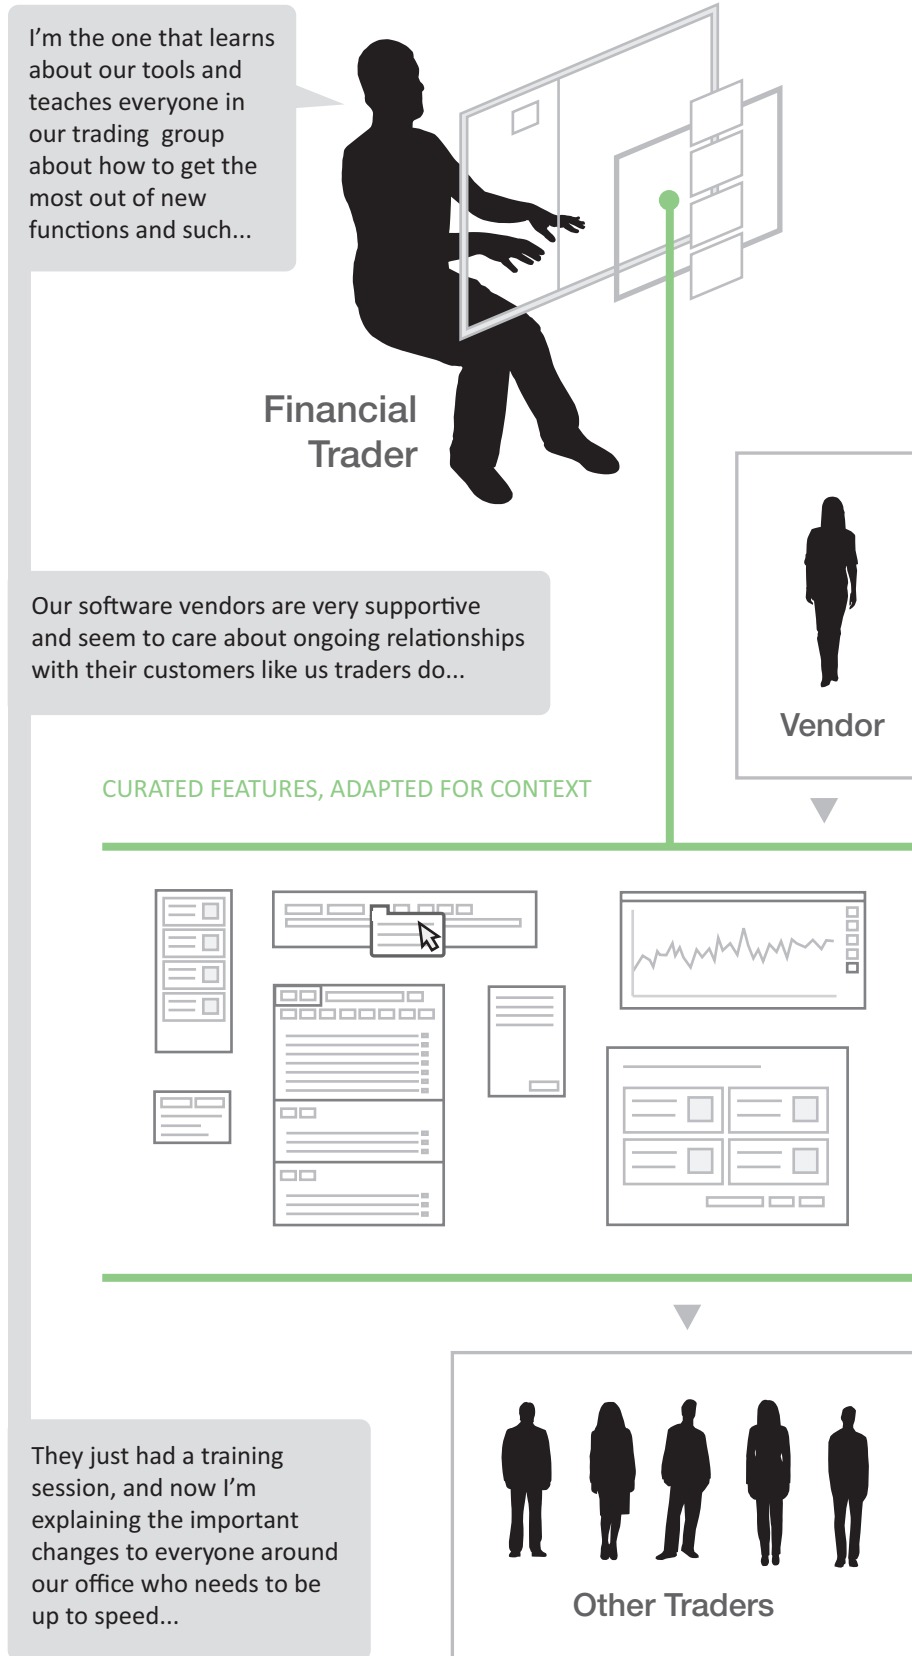 I'm the one that learns
about our tools and
teaches everyone in
our trading  group
about how to get the
most out of new
functions and such...
Financial
Trader
Our software vendors are very supportive
and seem to care about ongoing relationships
with their customers like us traders do...
Vendor
CURATED FEATURES, ADAPTED FOR CONTEXT
They just had a training
session, and now I'm
explaining the important
changes to everyone around
our office who needs to be
up to speed...
Other Traders